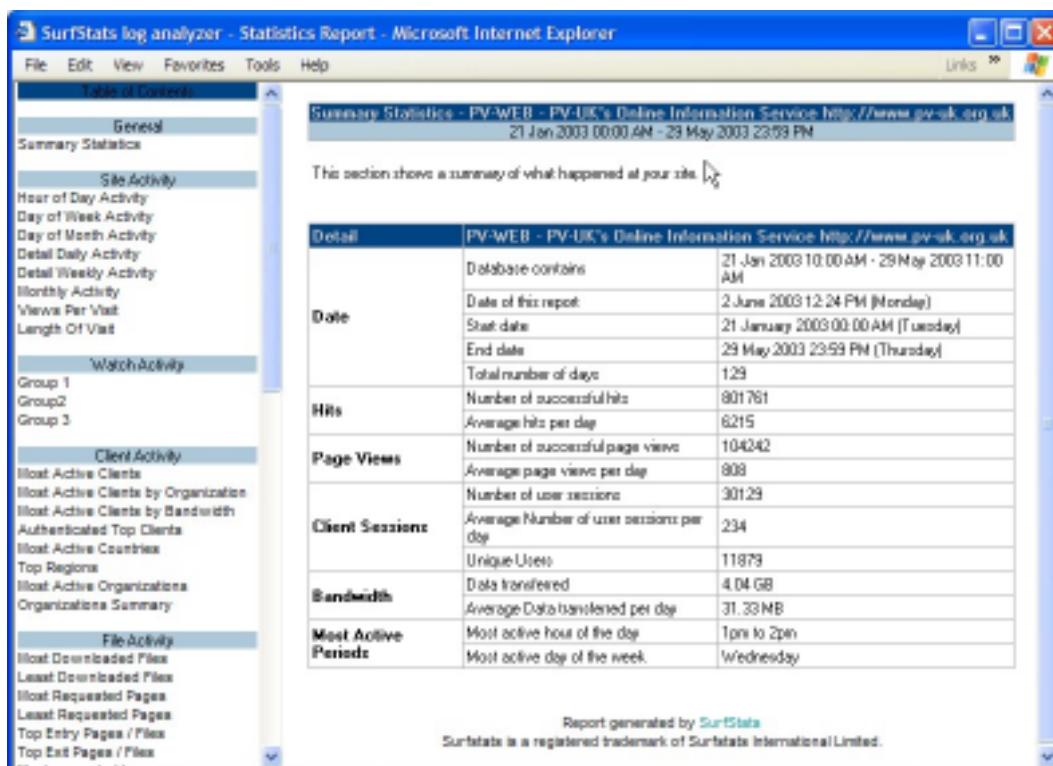 SurfStats log analyzer - Statistics Report - Microsoft Internet Explorer
File Edit View Favorites Tools Help Links »
Table of Contents
General
Summary Statistics
Site Activity
Hour of Day Activity
Day of Week Activity
Day of Month Activity
Detail Daily Activity
Detail Weekly Activity
Monthly Activity
Views Per Visit
Length Of Visit
Watch Activity
Group 1
Group2
Group 3
Client Activity
Most Active Clients
Most Active Clients by Organization
Most Active Clients by Bandwidth
Authenticated Top Clients
Most Active Countries
Top Regions
Most Active Organizations
Organizations Summary
File Activity
Most Downloaded Files
Least Downloaded Files
Most Requested Pages
Least Requested Pages
Top Entry Pages / Files
Top Exit Pages / Files
Summary Statistics - PV-WEB - PV-UK's Online Information Service http://www.pv-uk.org.uk
21 Jan 2003 00:00 AM - 29 May 2003 23:59 PM
This section shows a summary of what happened at your site.
Detail PV-WEB - PV-UK's Online Information Service http://www.pv-uk.org.uk
Date
Database contains 21 Jan 2003 10:00 AM - 29 May 2003 11:00
AM
Date of this report 2 June 2003 12:24 PM (Monday)
Start date 21 January 2003 00:00 AM (Tuesday)
End date 29 May 2003 23:59 PM (Thursday)
Total number of days 129
Hits
Number of successful hits 801761
Average hits per day 6215
Page Views
Number of successful page views 104242
Average page views per day 808
Client Sessions
Number of user sessions 30129
Average Number of user sessions per
day 234
Unique Users 11879
Bandwidth
Data transferred 4.04 GB
Average Data transferred per day 31.33 MB
Most Active
Periods
Most active hour of the day 1pm to 2pm
Most active day of the week Wednesday
Report generated by SurfStats
Surfstats is a registered trademark of Surfstats International Limited.